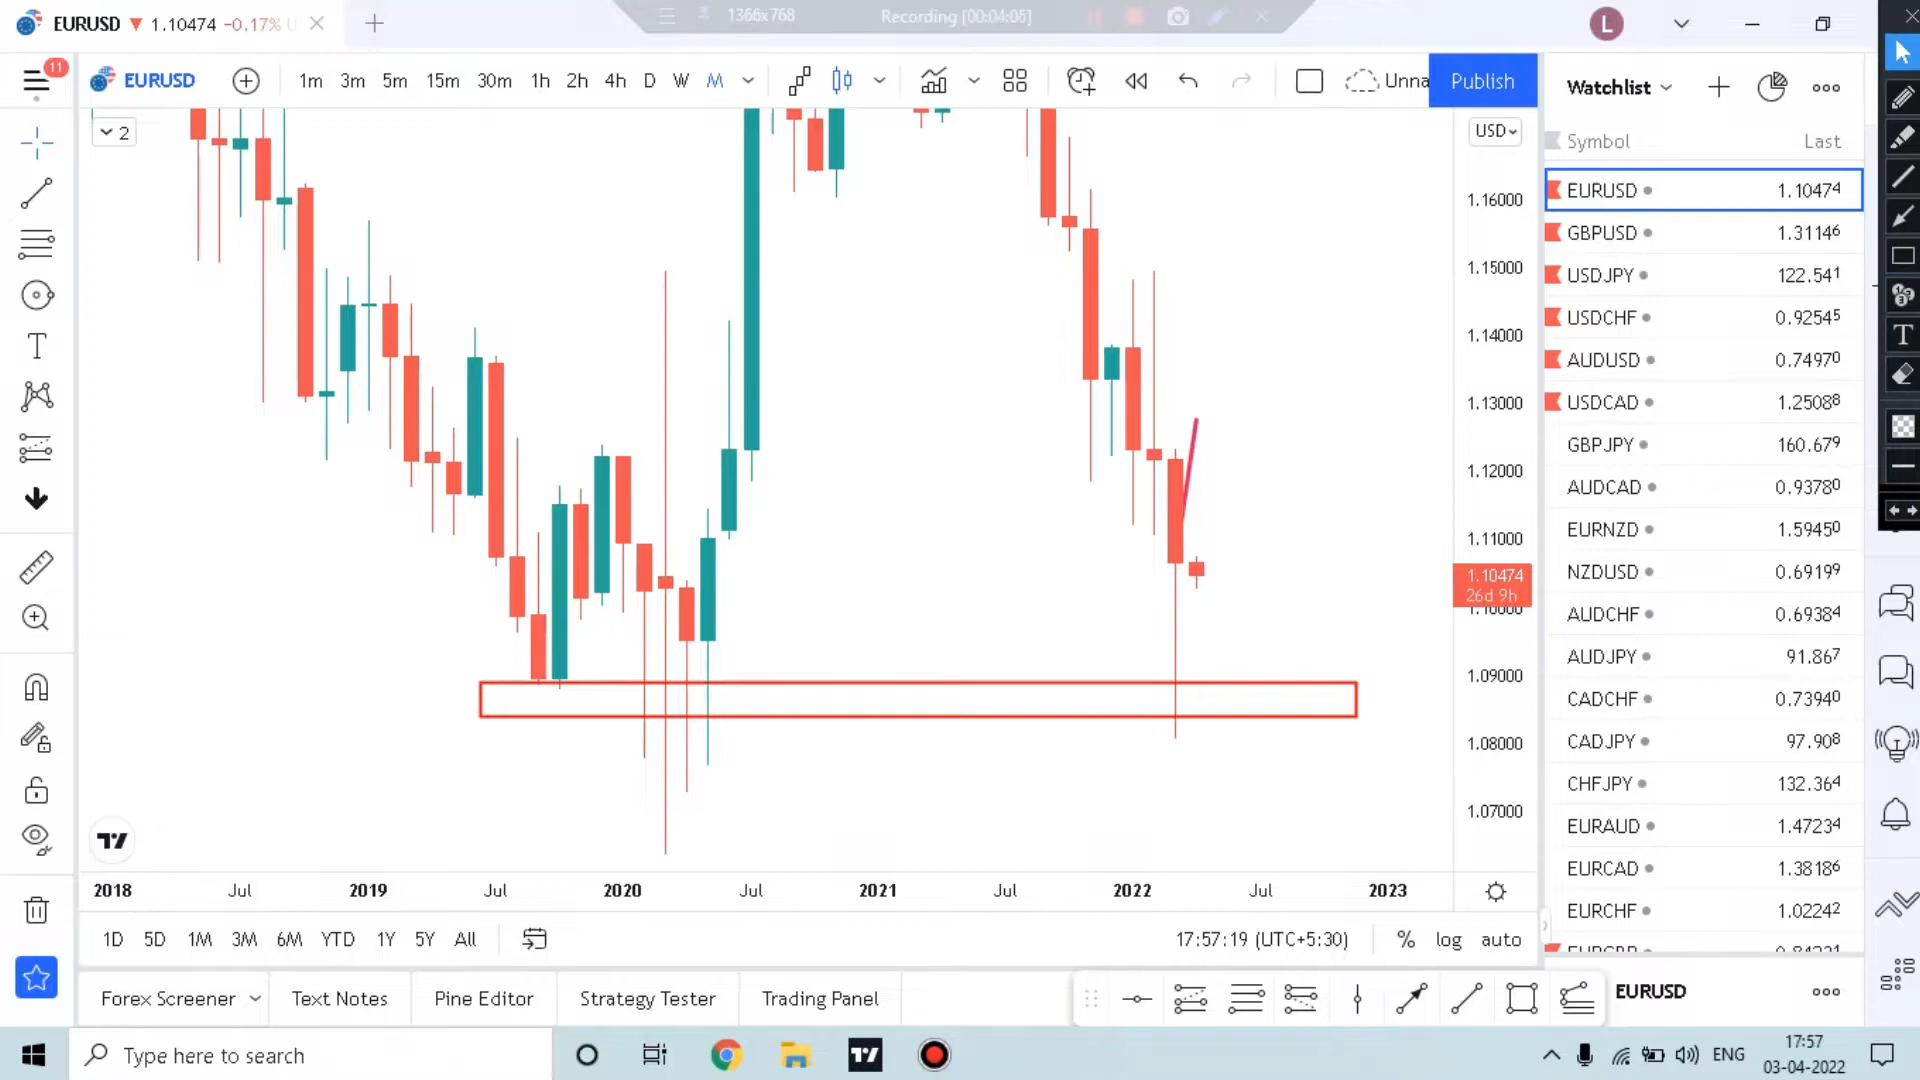 EURUSD ▼ 1.10474 -0.17%
1366x768
Recording [00:04:05]
L
11
EURUSD
1m 3m 5m 15m 30m 1h 2h 4h D W M
Unna
Publish
Watchlist
2
USD
Symbol Last
1.16000
1.15000
1.14000
1.13000
1.12000
1.11000
1.10474
26d 9h
1.10000
1.09000
1.08000
1.07000
EURUSD 1.10474
GBPUSD 1.31146
USDJPY 122.541
USDCHF 0.92545
AUDUSD 0.74970
USDCAD 1.25088
GBPJPY 160.679
AUDCAD 0.93780
EURNZD 1.59450
NZDUSD 0.69199
AUDCHF 0.69384
AUDJPY 91.867
CADCHF 0.73940
CADJPY 97.908
CHFJPY 132.364
EURAUD 1.47234
EURCAD 1.38186
EURCHF 1.02242
T
T
2018 Jul 2019 Jul 2020 Jul 2021 Jul 2022 Jul 2023
1D 5D 1M 3M 6M YTD 1Y 5Y All
17:57:19 (UTC+5:30) % log auto
Forex Screener Text Notes Pine Editor Strategy Tester Trading Panel
EURUSD
Type here to search
ENG
17:57
03-04-2022